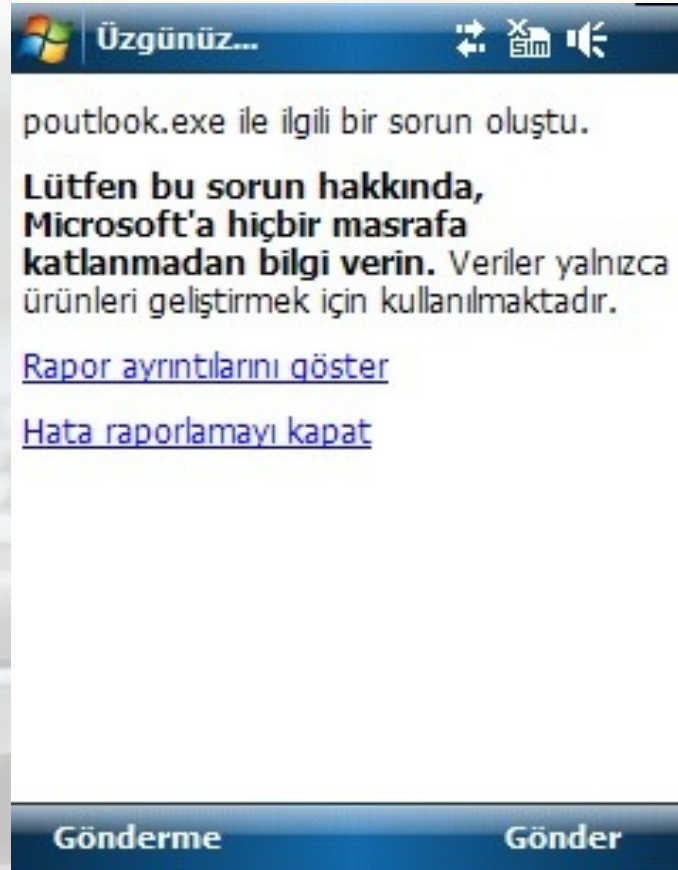 Üzgünüz...
SIM
poutlook.exe ile ilgili bir sorun oluştu.
Lütfen bu sorun hakkında,
Microsoft'a hiçbir masrafa
katlanmadan bilgi verin. Veriler yalnızca
ürünleri geliştirmek için kullanılmaktadır.
Rapor ayrıntılarını göster
Hata raporlamayı kapat
Gönderme Gönder